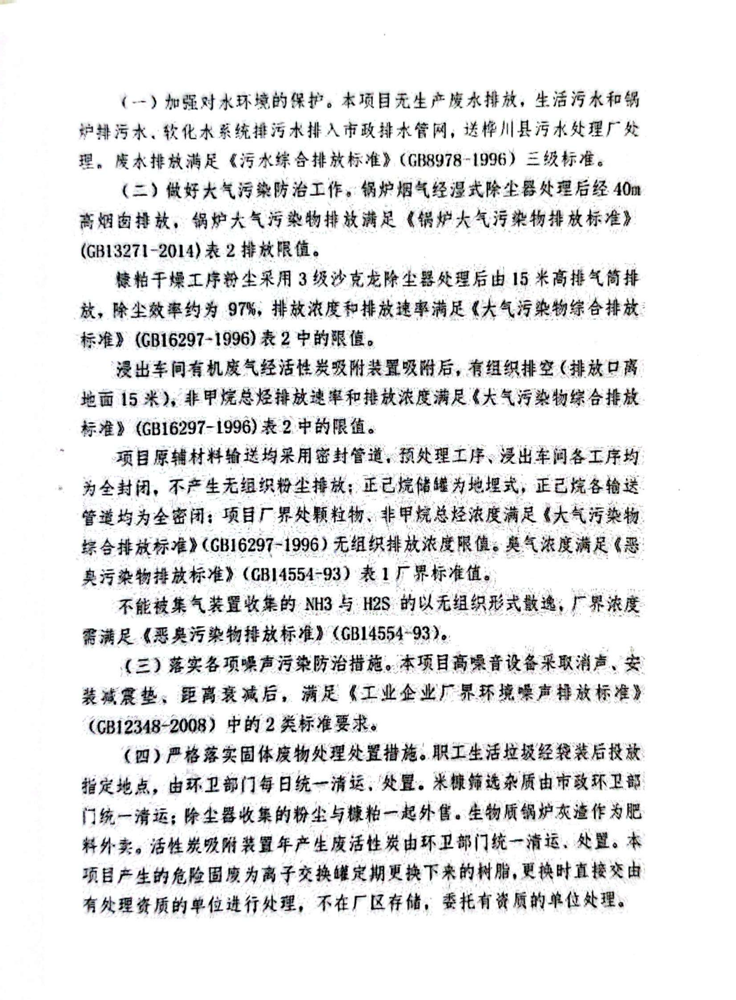 （一）加强对水环境的保护。本项目无生产废水排放，生活污水和锅
炉排污水、软化水系统排污水排入市政排水管网，送桦川县污水处理厂处
理。废水排放满足《污水综合排放标准》（GB8978-1996）三级标准。
（二）做好大气污染防治工作。锅炉烟气经湿式除尘器处理后经40m
高烟囱排放，锅炉大气污染物排放满足《锅炉大气污染物排放标准》
(GB13271-2014)表2排放限值。
糠粕干燥工序粉尘采用3级沙克龙除尘器处理后由15米高排气筒排
放，除尘效率约为 97%，排放浓度和排放速率满足《大气污染物综合排放
标准》(GB16297-1996)表2中的限值。
浸出车间有机废气经活性炭吸附装置吸附后，有组织排空（排放口离
地面15米），非甲烷总烃排放速率和排放浓度满足《大气污染物综合排放
标准》(GB16297-1996)表2中的限值。
项目原辅材料输送均采用密封管道，预处理工序、浸出车间各工序均
为全封闭，不产生无组织粉尘排放；正己烷储罐为地埋式，正己烷各输送
管道均为全密闭；项目厂界处颗粒物、非甲烷总烃浓度满足《大气污染物
综合排放标准》（GB16297-1996）无组织排放浓度限值。臭气浓度满足《恶
臭污染物排放标准》（GB14554-93）表1厂界标准值。
不能被集气装置收集的 NH3与 H2S 的以无组织形式散逸，厂界浓度
需满足《恶臭污染物排放标准》（GB14554-93）。
（三）落实各项噪声污染防治措施。本项目高噪音设备采取消声、安
装减震垫、距离衰减后，满足《工业企业厂界环境噪声排放标准》
（GB12348-2008）中的2类标准要求。
（四）严格落实固体废物处理处置措施。职工生活垃圾经袋装后投放
指定地点，由环卫部门每日统一清运、处置。米糠筛选杂质由市政环卫部
门统一清运；除尘器收集的粉尘与糠粕一起外售。生物质锅炉灰渣作为肥
料外卖。活性炭吸附装置年产生废活性炭由环卫部门统一清运、处置。本
项目产生的危险固废为离子交换罐定期更换下来的树脂，更换时直接交由
有处理资质的单位进行处理，不在厂区存储，委托有资质的单位处理。